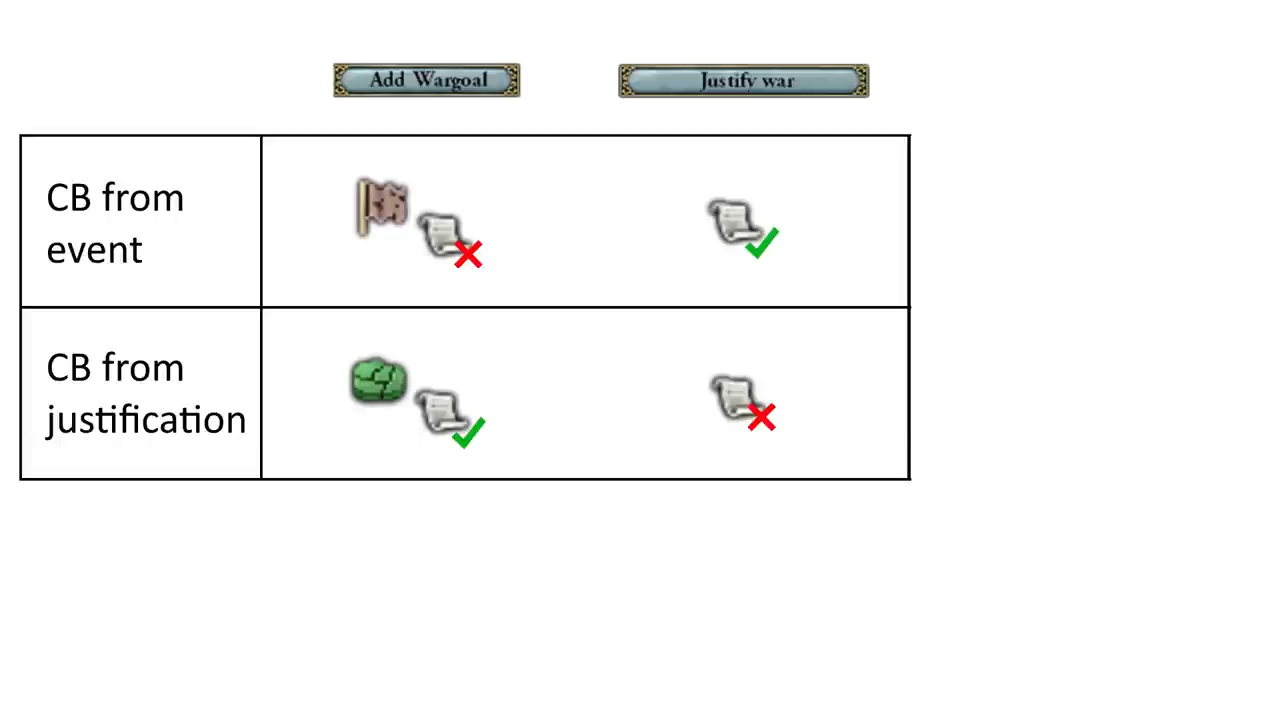 Add Wargoal
Justify war
CB from
event
CB from
justification